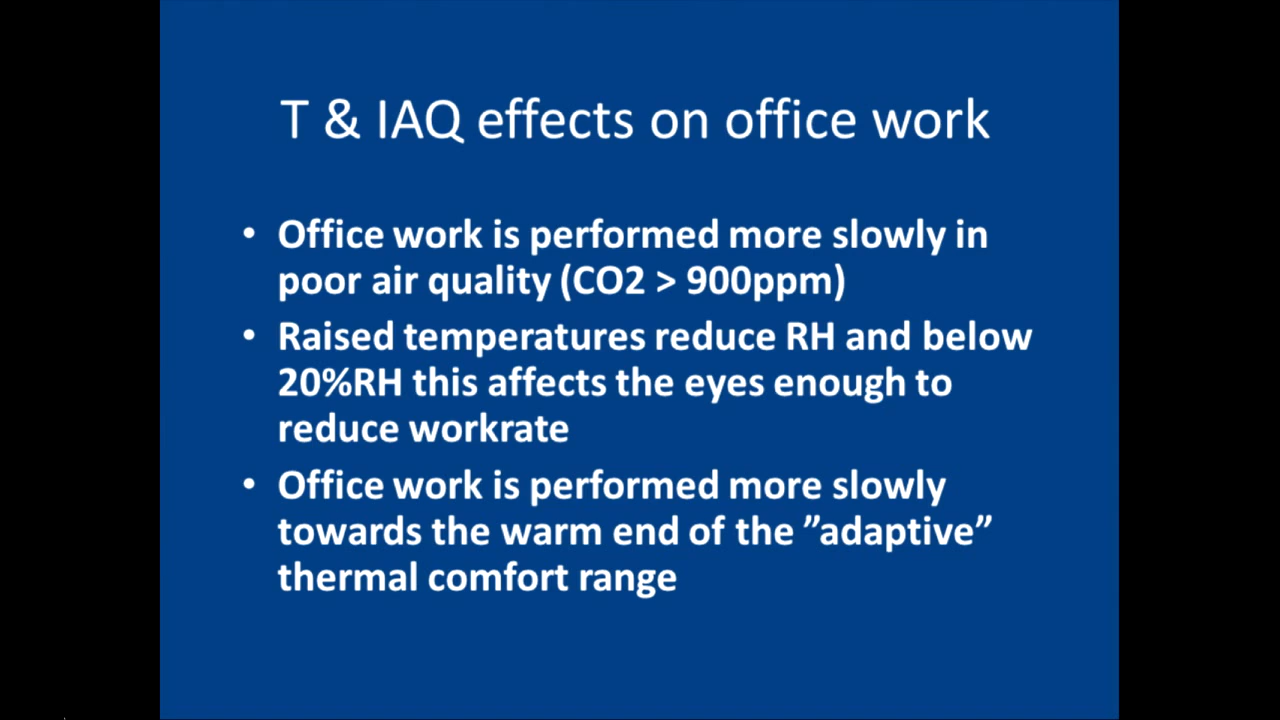 T & IAQ effects on office work
• Office work is performed more slowly in
poor air quality (CO2 > 900ppm)
• Raised temperatures reduce RH and below
20%RH this affects the eyes enough to
reduce workrate
• Office work is performed more slowly
towards the warm end of the ”adaptive”
thermal comfort range